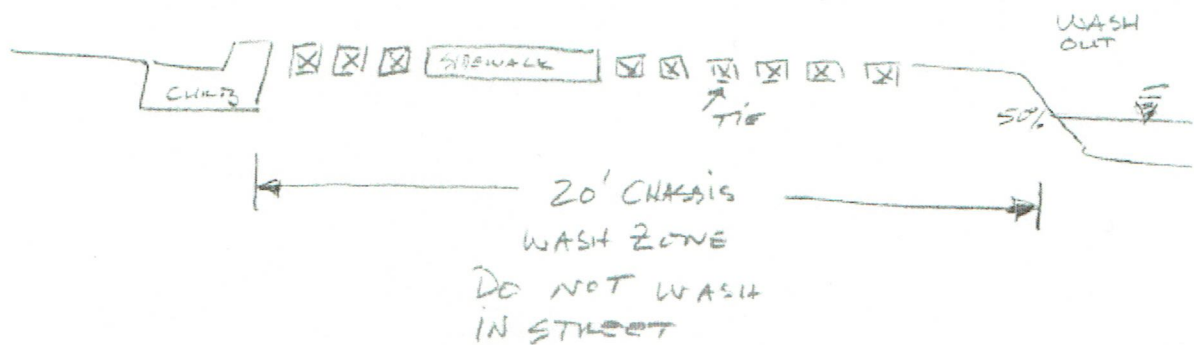 WASH
OUT
CURB
SIDEWALK
TIE
50%
20' CHASSIS
WASH ZONE
DO NOT WASH
IN STREET